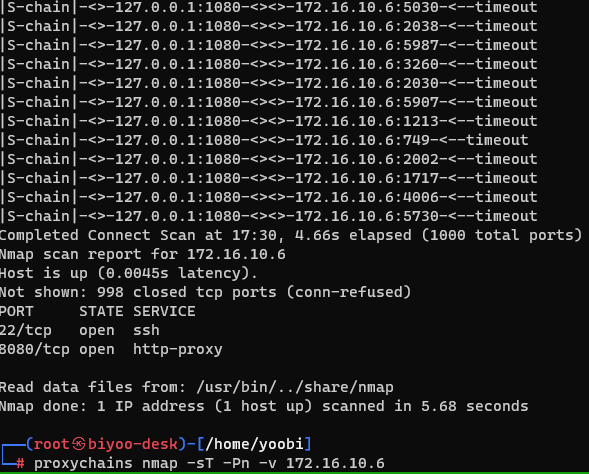 |S-chain|-<>-127.0.0.1:1080-<><>-172.16.10.6:5030-<--timeout
|S-chain|-<>-127.0.0.1:1080-<><>-172.16.10.6:2038-<--timeout
|S-chain|-<>-127.0.0.1:1080-<><>-172.16.10.6:5987-<--timeout
|S-chain|-<>-127.0.0.1:1080-<><>-172.16.10.6:3260-<--timeout
|S-chain|-<>-127.0.0.1:1080-<><>-172.16.10.6:2030-<--timeout
|S-chain|-<>-127.0.0.1:1080-<><>-172.16.10.6:5907-<--timeout
|S-chain|-<>-127.0.0.1:1080-<><>-172.16.10.6:1213-<--timeout
|S-chain|-<>-127.0.0.1:1080-<><>-172.16.10.6:749-<--timeout
|S-chain|-<>-127.0.0.1:1080-<><>-172.16.10.6:2002-<--timeout
|S-chain|-<>-127.0.0.1:1080-<><>-172.16.10.6:1717-<--timeout
|S-chain|-<>-127.0.0.1:1080-<><>-172.16.10.6:4006-<--timeout
|S-chain|-<>-127.0.0.1:1080-<><>-172.16.10.6:5730-<--timeout
Completed Connect Scan at 17:30, 4.66s elapsed (1000 total ports)
Nmap scan report for 172.16.10.6
Host is up (0.0045s latency).
Not shown: 998 closed tcp ports (conn-refused)
PORT     STATE SERVICE
22/tcp   open  ssh
8080/tcp open  http-proxy
Read data files from: /usr/bin/../share/nmap
Nmap done: 1 IP address (1 host up) scanned in 5.68 seconds
┌──(root㉿biyoo-desk)-[/home/yoobi]
└─# proxychains nmap -sT -Pn -v 172.16.10.6